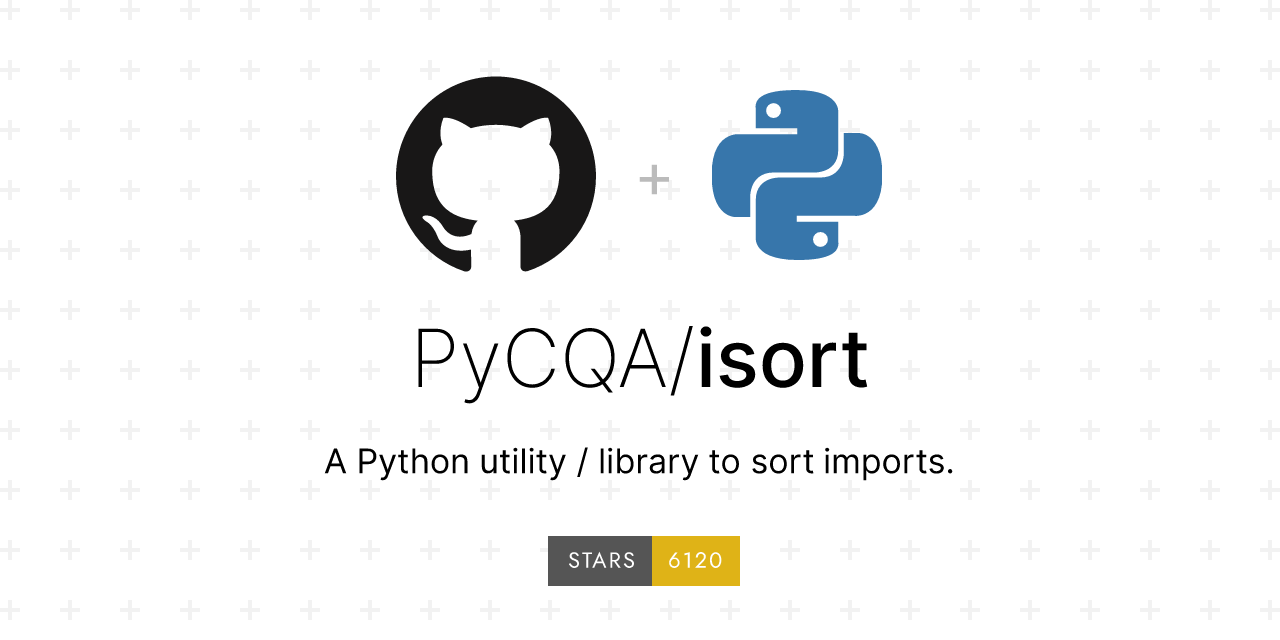 PyCQA/isort
A Python utility / library to sort imports.
STARS 6120